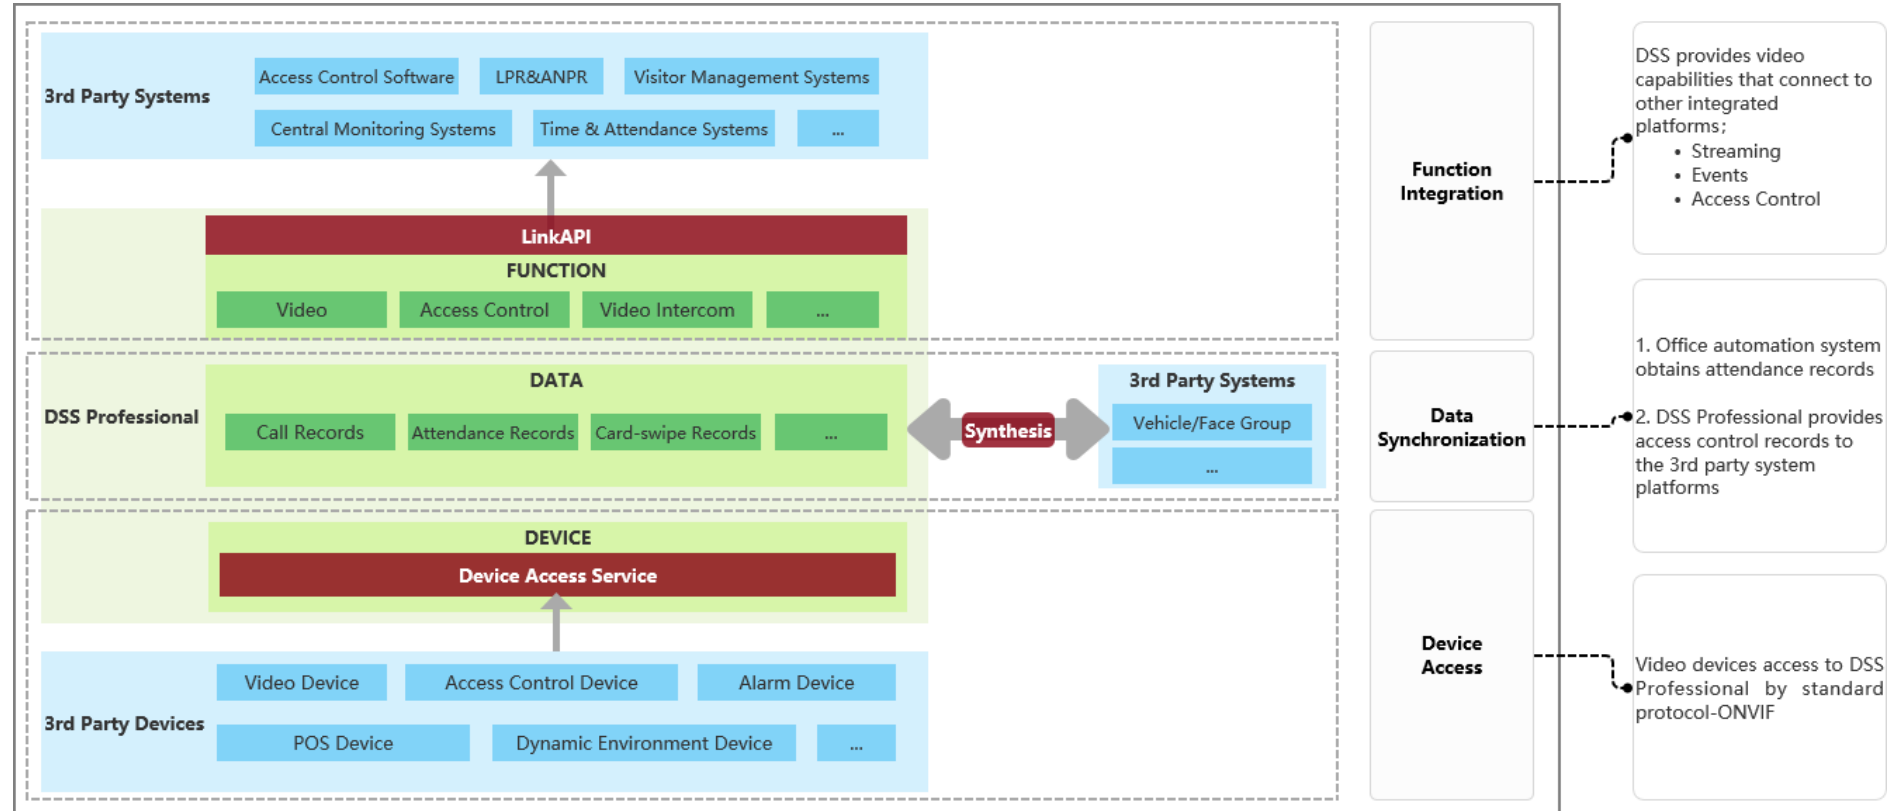 3rd Party Systems
Access Control Software
LPR&ANPR
Visitor Management Systems
Central Monitoring Systems
Time & Attendance Systems
...
LinkAPI
FUNCTION
Video
Access Control
Video Intercom
...
Function
Integration
DSS provides video
capabilities that connect to
other integrated
platforms;
• Streaming
• Events
• Access Control
DSS Professional
DATA
Call Records
Attendance Records
Card-swipe Records
...
Synthesis
3rd Party Systems
Vehicle/Face Group
...
Data
Synchronization
1. Office automation system
obtains attendance records
2. DSS Professional provides
access control records to
the 3rd party system
platforms
DEVICE
Device Access Service
3rd Party Devices
Video Device
Access Control Device
Alarm Device
POS Device
Dynamic Environment Device
...
Device
Access
Video devices access to DSS
Professional by standard
protocol-ONVIF